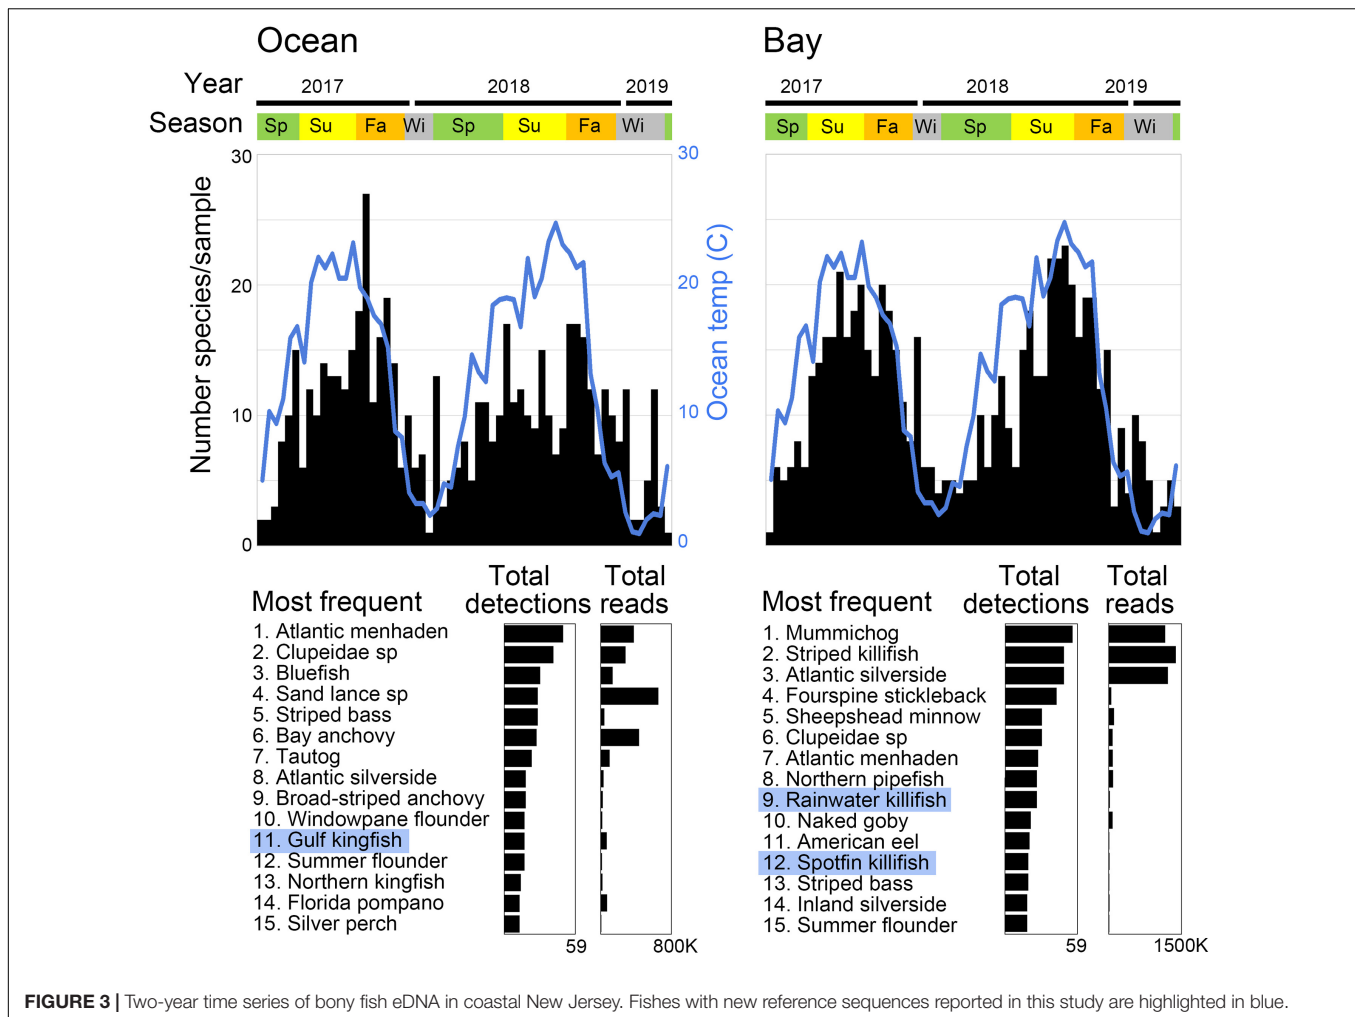 Ocean
Bay
Year
2017
2018
2019
2017
2018
2019
Season
Sp
Su
Fa
Wi
Sp
Su
Fa
Wi
Sp
Su
Fa
Wi
Sp
Su
Fa
Wi
Number species/sample
30
20
10
0
30
20
10
0
Ocean temp (C)
Most frequent
Total detections
Total reads
1. Atlantic menhaden
2. Clupeidae sp
3. Bluefish
4. Sand lance sp
5. Striped bass
6. Bay anchovy
7. Tautog
8. Atlantic silverside
9. Broad-striped anchovy
10. Windowpane flounder
11. Gulf kingfish
12. Summer flounder
13. Northern kingfish
14. Florida pompano
15. Silver perch
59
800K
Most frequent
Total detections
Total reads
1. Mummichog
2. Striped killifish
3. Atlantic silverside
4. Fourspine stickleback
5. Sheepshead minnow
6. Clupeidae sp
7. Atlantic menhaden
8. Northern pipefish
9. Rainwater killifish
10. Naked goby
11. American eel
12. Spotfin killifish
13. Striped bass
14. Inland silverside
15. Summer flounder
59
1500K
FIGURE 3 | Two-year time series of bony fish eDNA in coastal New Jersey. Fishes with new reference sequences reported in this study are highlighted in blue.